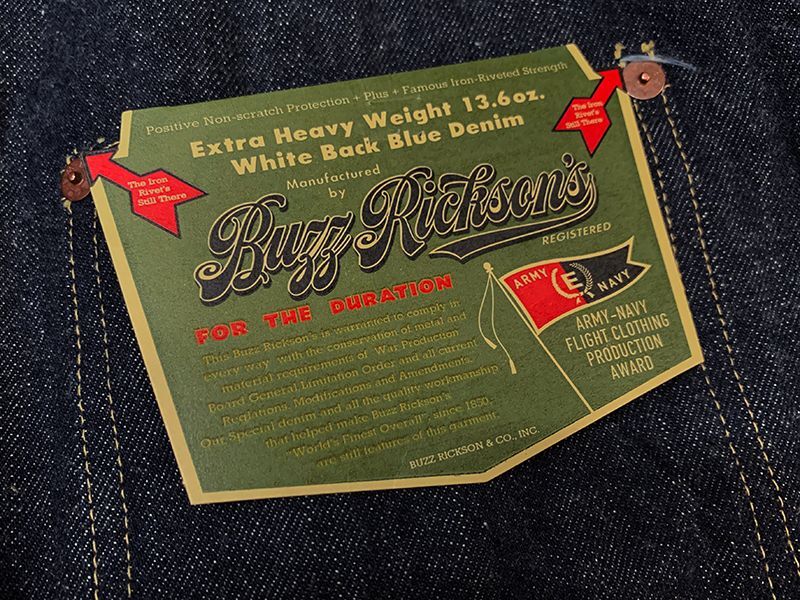 Positive Non-scratch Protection + Plus + Famous Iron-Riveted Strength
Extra Heavy Weight 13.6oz.
White Back Blue Denim
The Iron
Rivet's
Still There
The Iron
Rivet's
Still There
Manufactured
by
Buzz Rickson's
REGISTERED
FOR THE DURATION
This Buzz Rickson's is warranted to comply in
every way with the conservation of metal and
material requirements of War Production
Board General Limitation Order and all current
Reglations, Modifications and Amendments.
Our Special denim and all the quality workmanship
that helped make Buzz Rickson's
"World's Finest Overall" since 1850.
are still features of this garment.
ARMY E NAVY
ARMY-NAVY
FLIGHT CLOTHING
PRODUCTION
AWARD
BUZZ RICKSON & CO., INC.